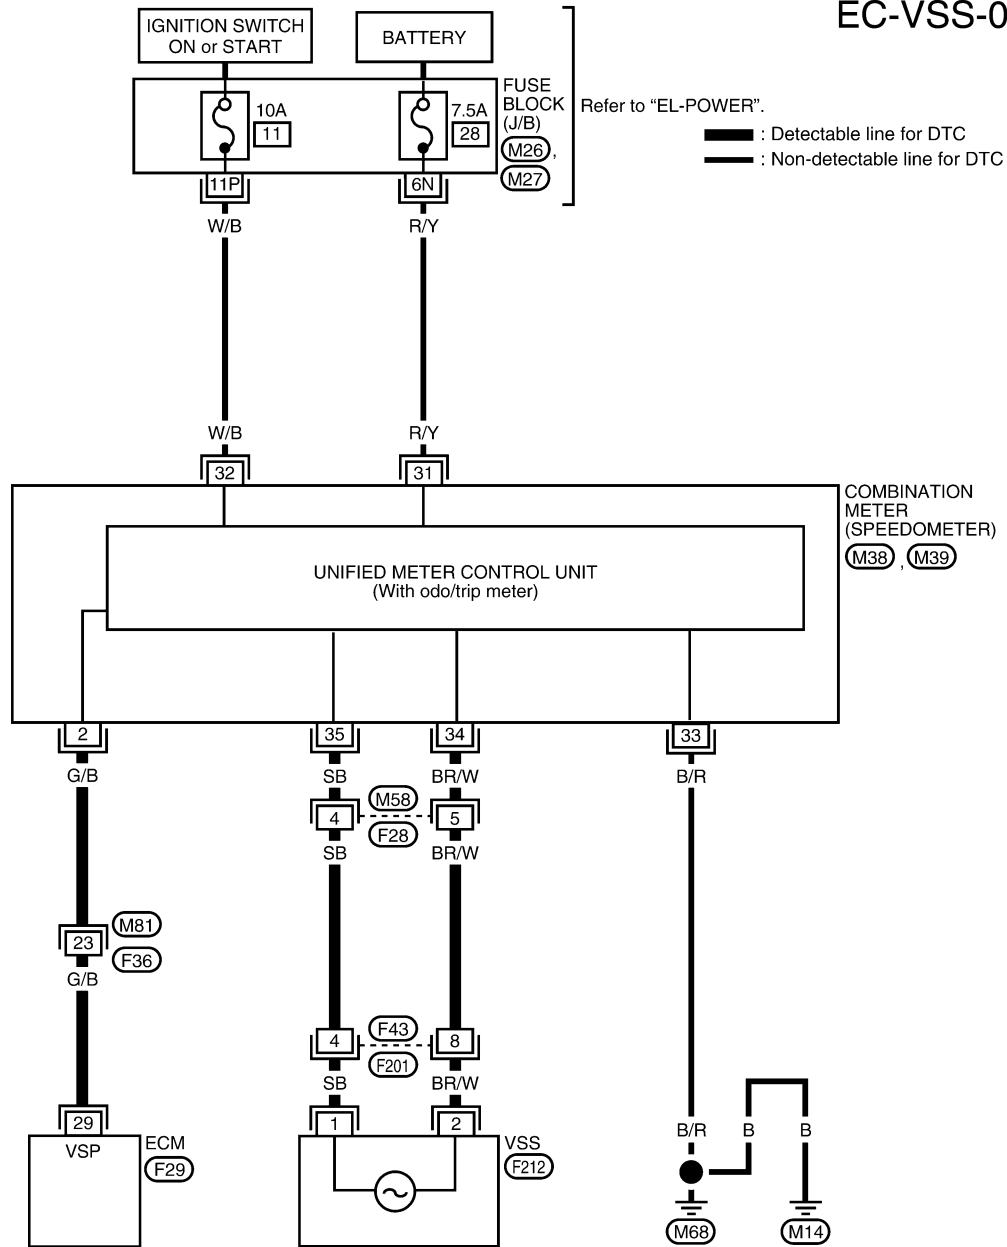 EC-VSS-0
IGNITION SWITCH
ON or START
BATTERY
FUSE
BLOCK
(J/B)
M26 ,
M27
Refer to “EL-POWER”.
10A
11
7.5A
28
: Detectable line for DTC
: Non-detectable line for DTC
11P
6N
W/B
R/Y
W/B
R/Y
32
31
COMBINATION
METER
(SPEEDOMETER)
M38 , M39
UNIFIED METER CONTROL UNIT
(With odo/trip meter)
2
35
34
33
G/B
SB
BR/W
B/R
M58
4
5
F28
SB
BR/W
M81
23
F36
G/B
F43
4
8
F201
SB
BR/W
29
1
2
B/R
B
B
VSP
ECM
F29
VSS
F212
M68
M14